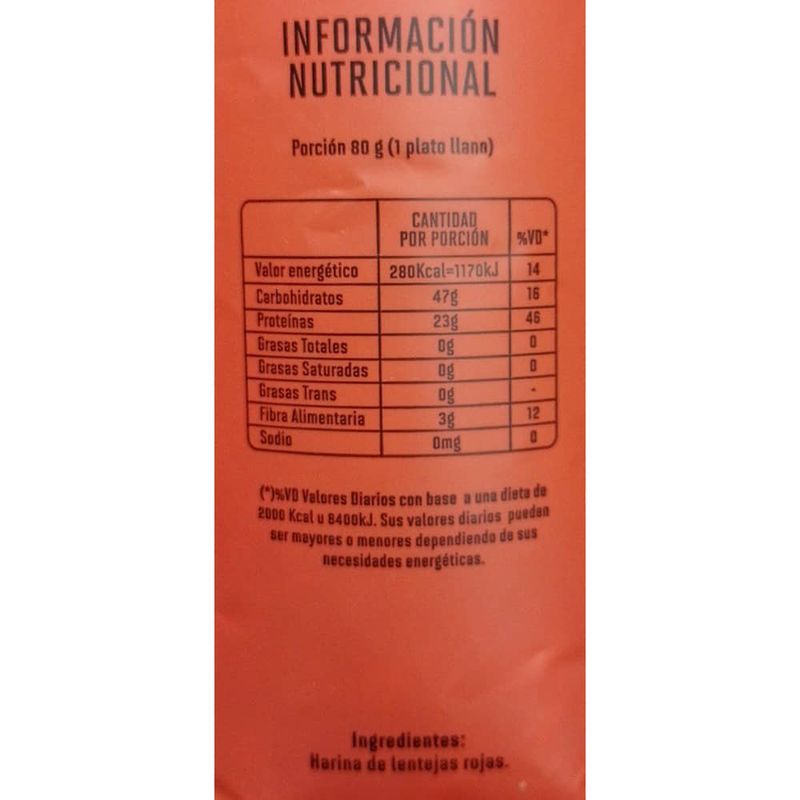 INFORMACIÓN
NUTRICIONAL
Porción 80 g (1 plato llano)
CANTIDAD
POR PORCIÓN %VD*
Valor energético 280Kcal=1170kJ 14
Carbohidratos 47g 16
Proteínas 23g 46
Grasas Totales 0g 0
Grasas Saturadas 0g 0
Grasas Trans 0g -
Fibra Alimentaria 3g 12
Sodio 0mg 0
(*)%VD Valores Diarios con base a una dieta de
2000 Kcal u 8400kJ. Sus valores diarios pueden
ser mayores o menores dependiendo de sus
necesidades energéticas.
Ingredientes:
Harina de lentejas rojas.